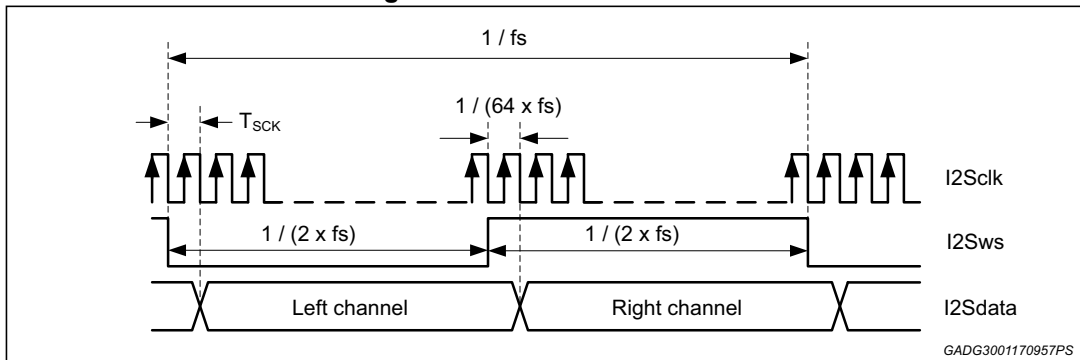 1 / fs
1 / (64 x fs)
TSCK
I2Sclk
1 / (2 x fs)
1 / (2 x fs)
I2Sws
Left channel
Right channel
I2Sdata
GADG3001170957PS